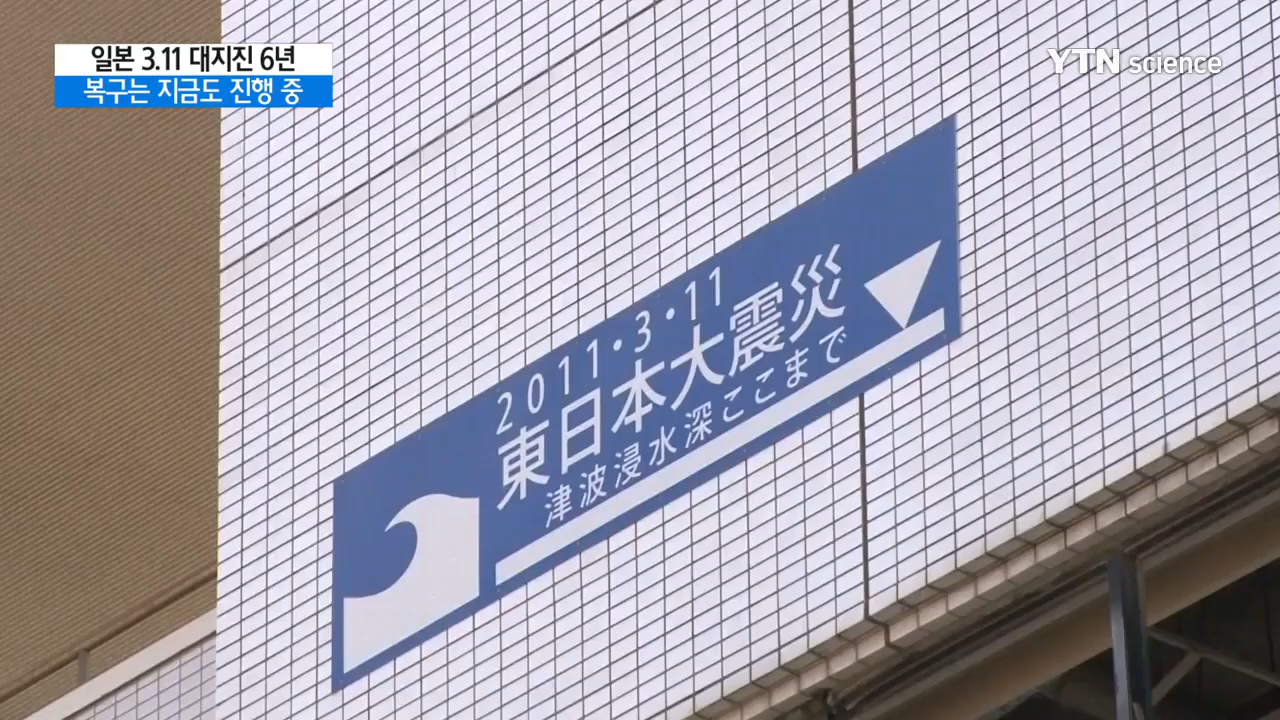 일본 3.11 대지진 6년
복구는 지금도 진행 중
YTN science
2011・3・11
東日本大震災
津波浸水深ここまで